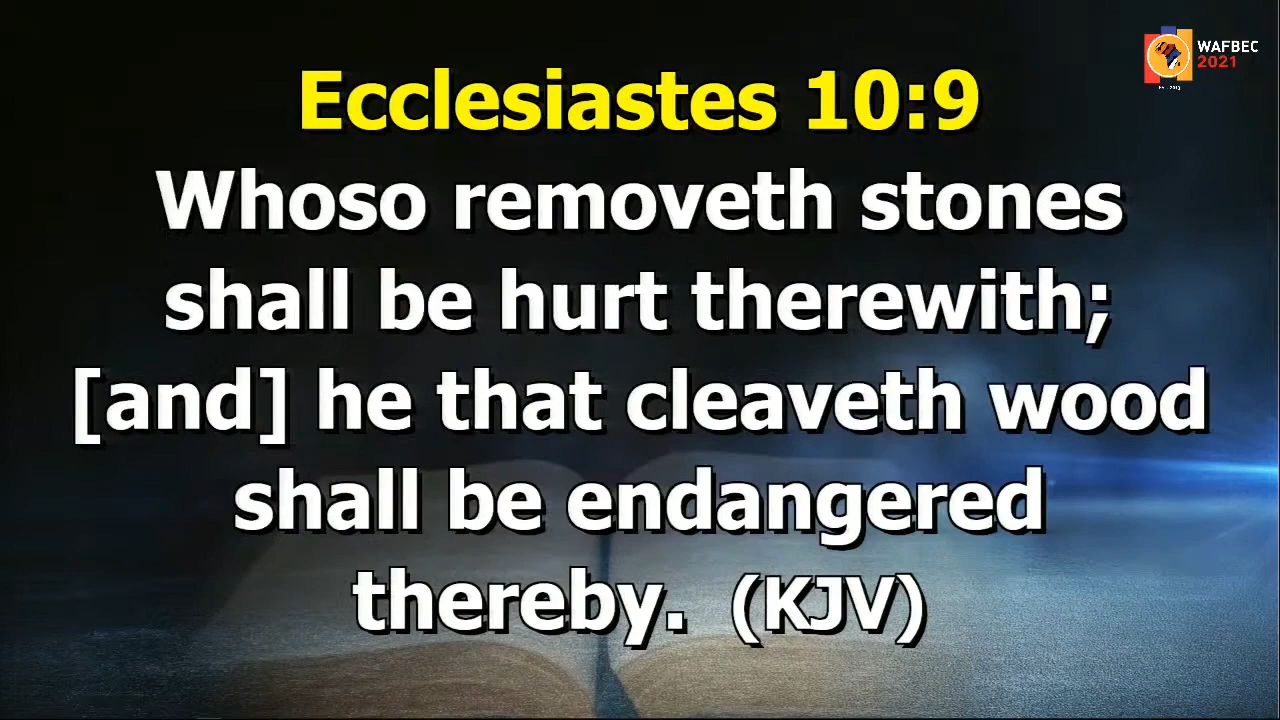 WAFBEC
2021
Ecclesiastes 10:9
Whoso removeth stones
shall be hurt therewith;
[and] he that cleaveth wood
shall be endangered
thereby. (KJV)